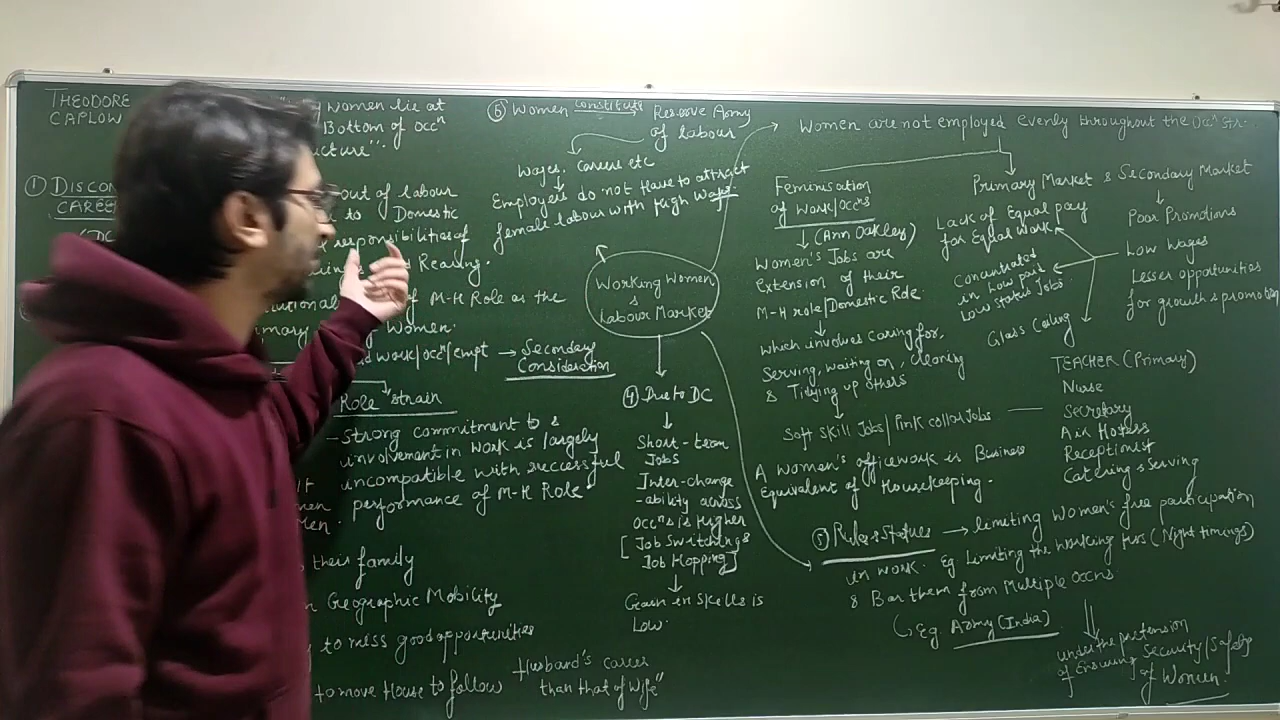 THEODORE
CAPLOW
women lie at
Bottom of occⁿ
ucture".
① DISCON
CAREE
(DC
out of labour
to Domestic
responsibilities of
Rearing.
itional of M-H Role as the
imary Women.
work/occⁿ/empt → Secondary
Consideration
Role strain
- strong commitment to &
involvement in work is largely
incompatible with successful
performance of M-H Role"
men
Men.
their family
Geographic Mobility
to miss good opportunities
to move House to follow Husband's career
than that of Wife"
⑥ Women constitute Reserve Army
of labour
Wages, careers etc
Employers do not Have to attract
female labour with High Wages.
Working Women
&
Labour Market
④ Due to DC
Short-term
Jobs
Inter-change
-ability across
Occⁿs is Higher
[Job Switching &
Job Hopping]
Gain in Skills is
Low.
Women are not employed evenly throughout the Occⁿ Str...
Feminisation
of Work/Occⁿs
(Ann Oakley)
Women's Jobs are
Extension of their
M-H role/Domestic Role
which involves caring for,
Serving, waiting on, cleaning
& Tidying up others
Soft Skill Jobs/Pink collar Jobs
A women's officework is Business
Equivalent of Housekeeping.
Primary Market & Secondary Market
Poor Promotions
Low Wages
Lesser opportunities
for growth & promotion
Lack of Equal pay
for Equal Work
Concentrated
in Low paid
Low status Jobs.
Glass Ceiling
TEACHER (Primary)
Nurse
Secretary
Air Hotess
Receptionist
Catering & Serving
⑤ Rules & Statues → limiting Women's free participation
in work. Eg Limiting the working Hrs (Night timings)
& Bar them from Multiple Occns
Eg. Army (India)
under the pretension
of Ensuring Security/Safety
of Women.